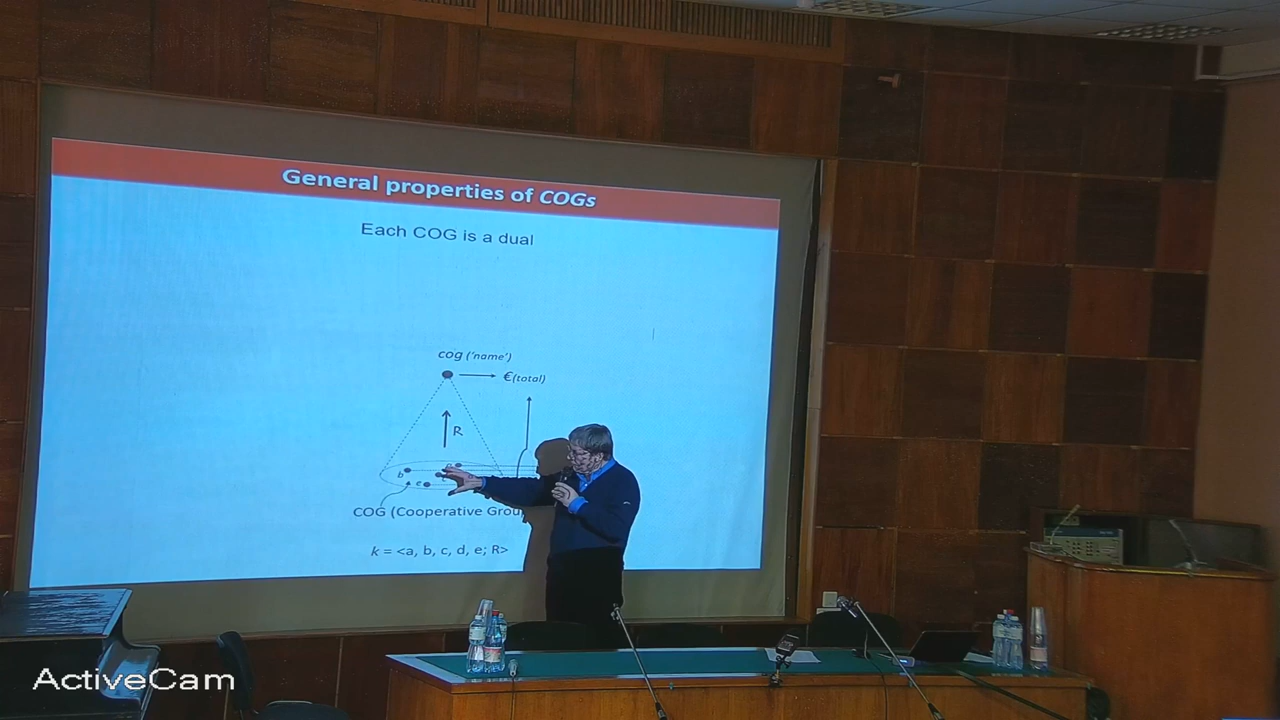 General properties of COGs
Each COG is a dual
cog ('name')
€(total)
R
b
e
COG (Cooperative Grou
k = <a, b, c, d, e; R>
ActiveCam